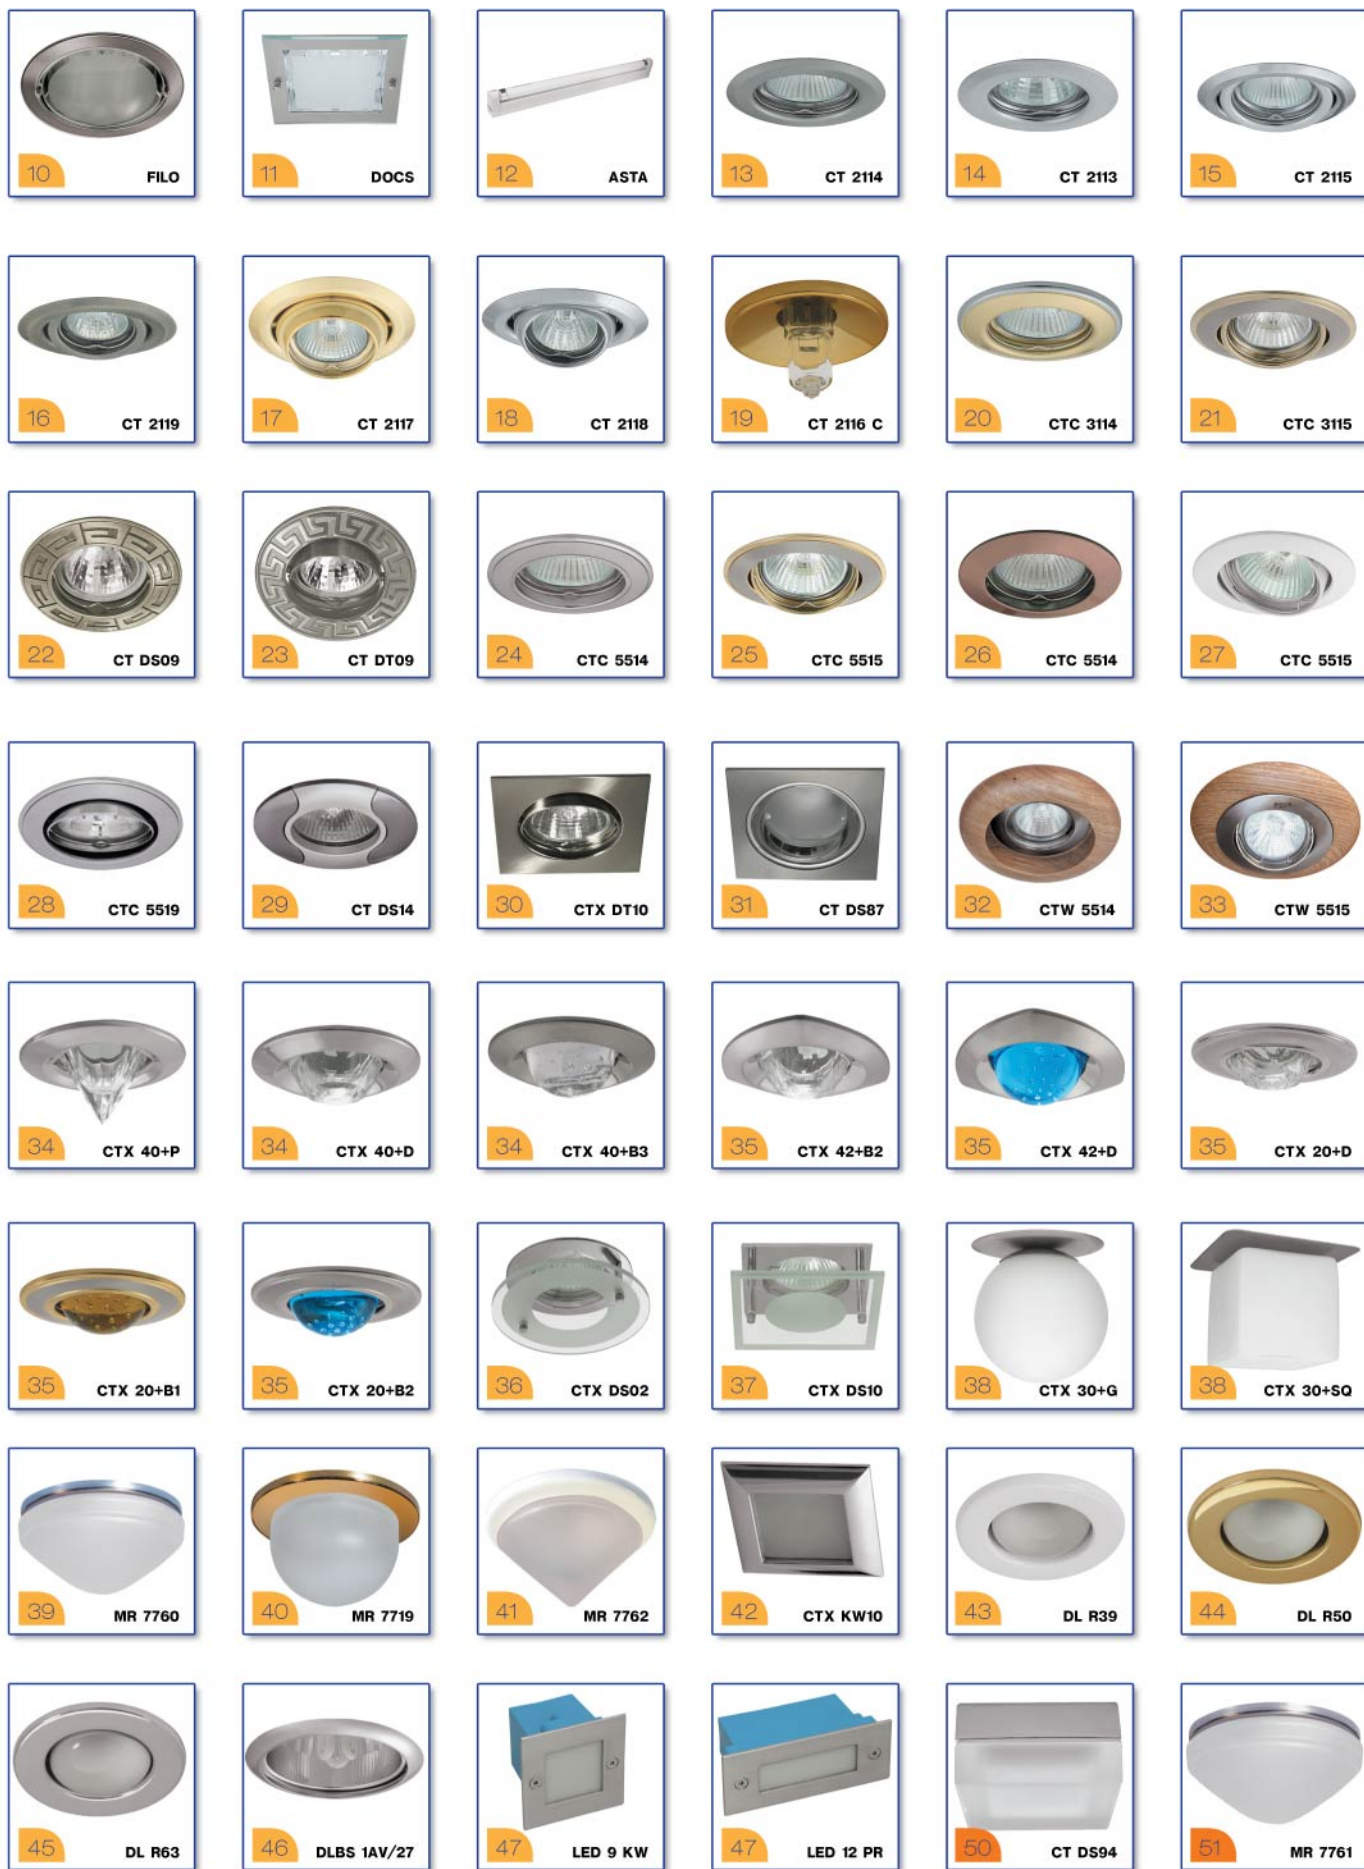 10 FILO
11 DOCS
12 ASTA
13 CT 2114
14 CT 2113
15 CT 2115
16 CT 2119
17 CT 2117
18 CT 2118
19 CT 2116 C
20 CTC 3114
21 CTC 3115
22 CT DS09
23 CT DT09
24 CTC 5514
25 CTC 5515
26 CTC 5514
27 CTC 5515
28 CTC 5519
29 CT DS14
30 CTX DT10
31 CT DS87
32 CTW 5514
33 CTW 5515
34 CTX 40+P
34 CTX 40+D
34 CTX 40+B3
35 CTX 42+B2
35 CTX 42+D
35 CTX 20+D
35 CTX 20+B1
35 CTX 20+B2
36 CTX DS02
37 CTX DS10
38 CTX 30+G
38 CTX 30+SQ
39 MR 7760
40 MR 7719
41 MR 7762
42 CTX KW10
43 DL R39
44 DL R50
45 DL R63
46 DLBS 1AV/27
47 LED 9 KW
47 LED 12 PR
50 CT DS94
51 MR 7761